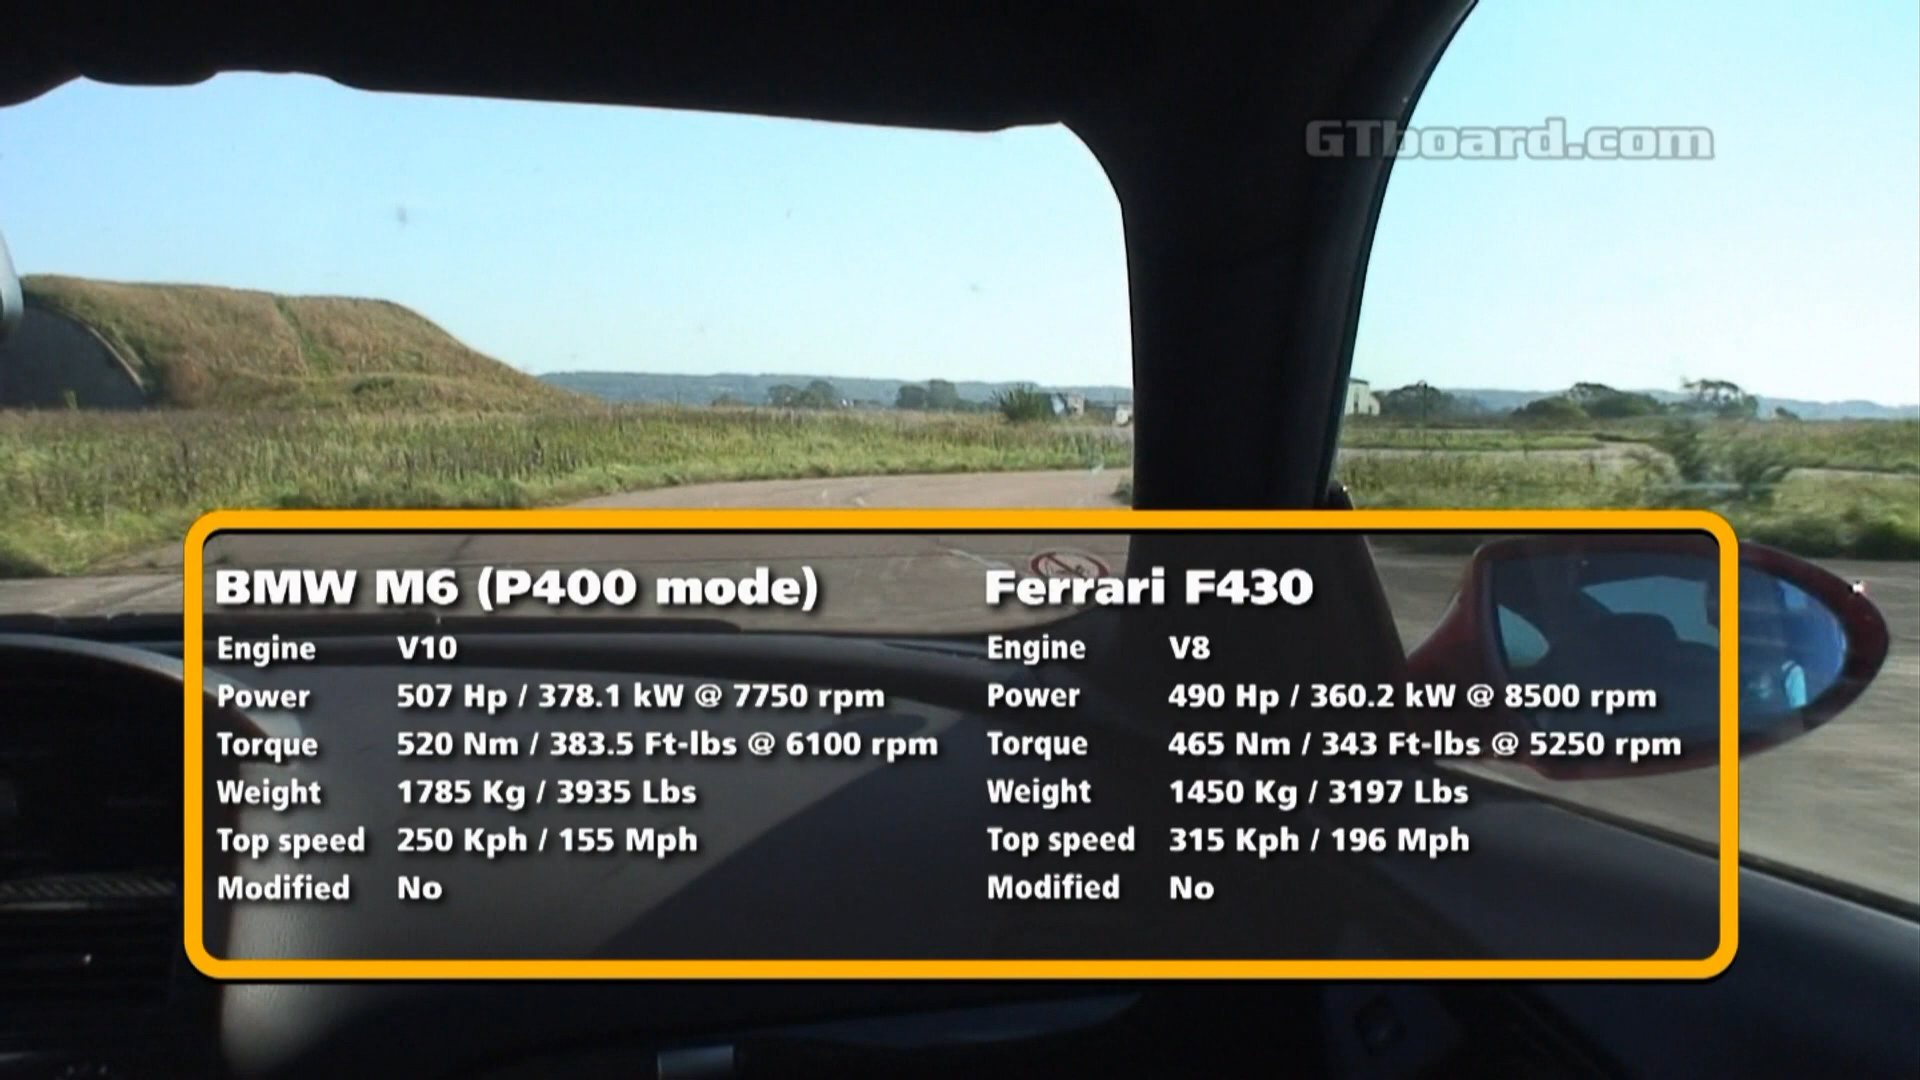 GTboard.com
BMW M6 (P400 mode)
Engine V10
Power 507 Hp / 378.1 kW @ 7750 rpm
Torque 520 Nm / 383.5 Ft-lbs @ 6100 rpm
Weight 1785 Kg / 3935 Lbs
Top speed 250 Kph / 155 Mph
Modified No
Ferrari F430
Engine V8
Power 490 Hp / 360.2 kW @ 8500 rpm
Torque 465 Nm / 343 Ft-lbs @ 5250 rpm
Weight 1450 Kg / 3197 Lbs
Top speed 315 Kph / 196 Mph
Modified No